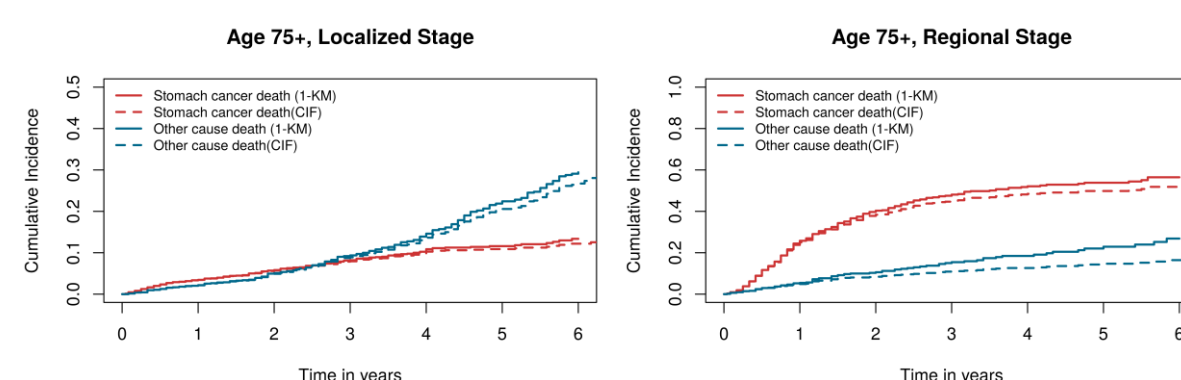 Age 75+, Localized Stage
Cumulative Incidence
0.5
0.4
0.3
0.2
0.1
0.0
Stomach cancer death (1-KM)
Stomach cancer death(CIF)
Other cause death (1-KM)
Other cause death(CIF)
0 1 2 3 4 5 6
Time in years
Age 75+, Regional Stage
Cumulative Incidence
1.0
0.8
0.6
0.4
0.2
0.0
Stomach cancer death (1-KM)
Stomach cancer death(CIF)
Other cause death (1-KM)
Other cause death(CIF)
0 1 2 3 4 5 6
Time in years